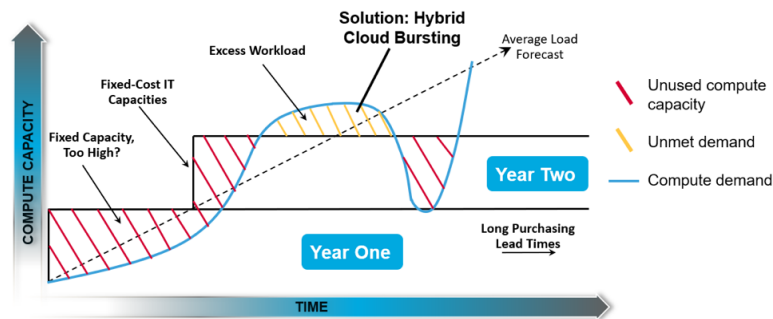 Solution: Hybrid
Cloud Bursting
Average Load
Forecast
Excess Workload
Fixed-Cost IT
Capacities
Fixed Capacity,
Too High?
COMPUTE CAPACITY
Unused compute
capacity
Unmet demand
Compute demand
Year Two
Long Purchasing
Lead Times
Year One
TIME